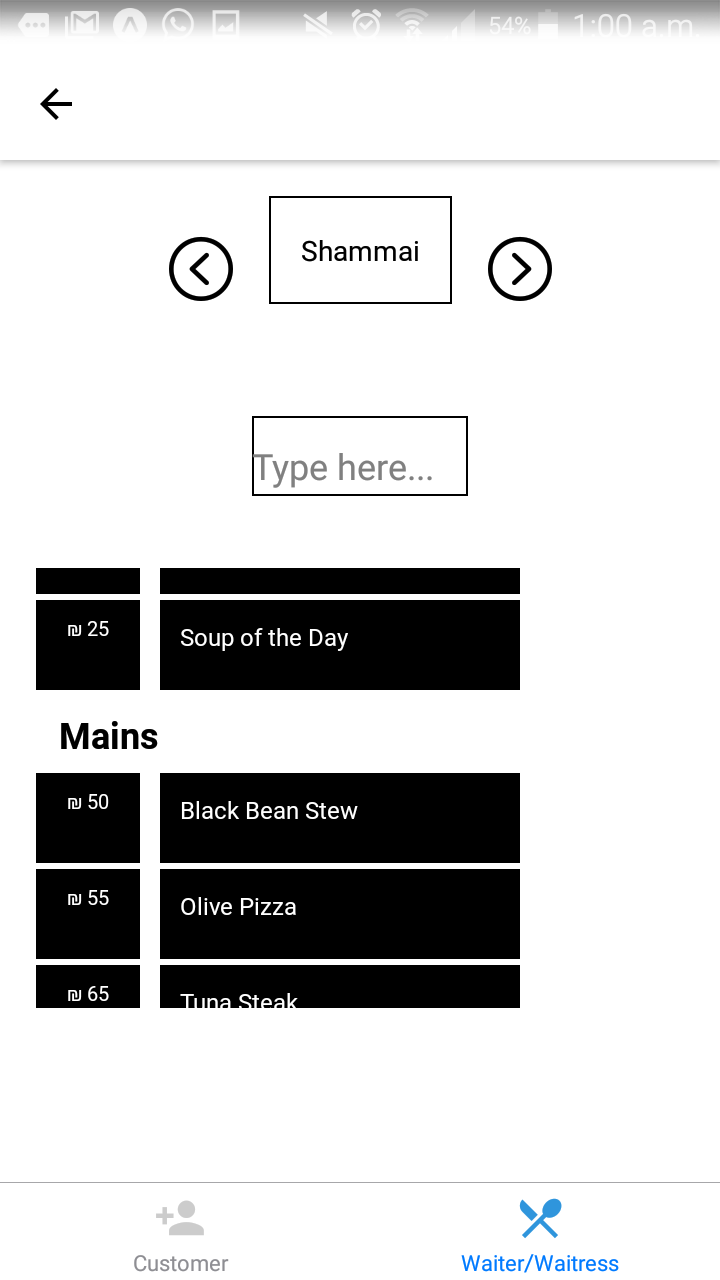 54% 1:00 a.m.
Shammai
Type here...
₪ 25 Soup of the Day
Mains
₪ 50 Black Bean Stew
₪ 55 Olive Pizza
₪ 65 Tuna Steak
Customer Waiter/Waitress